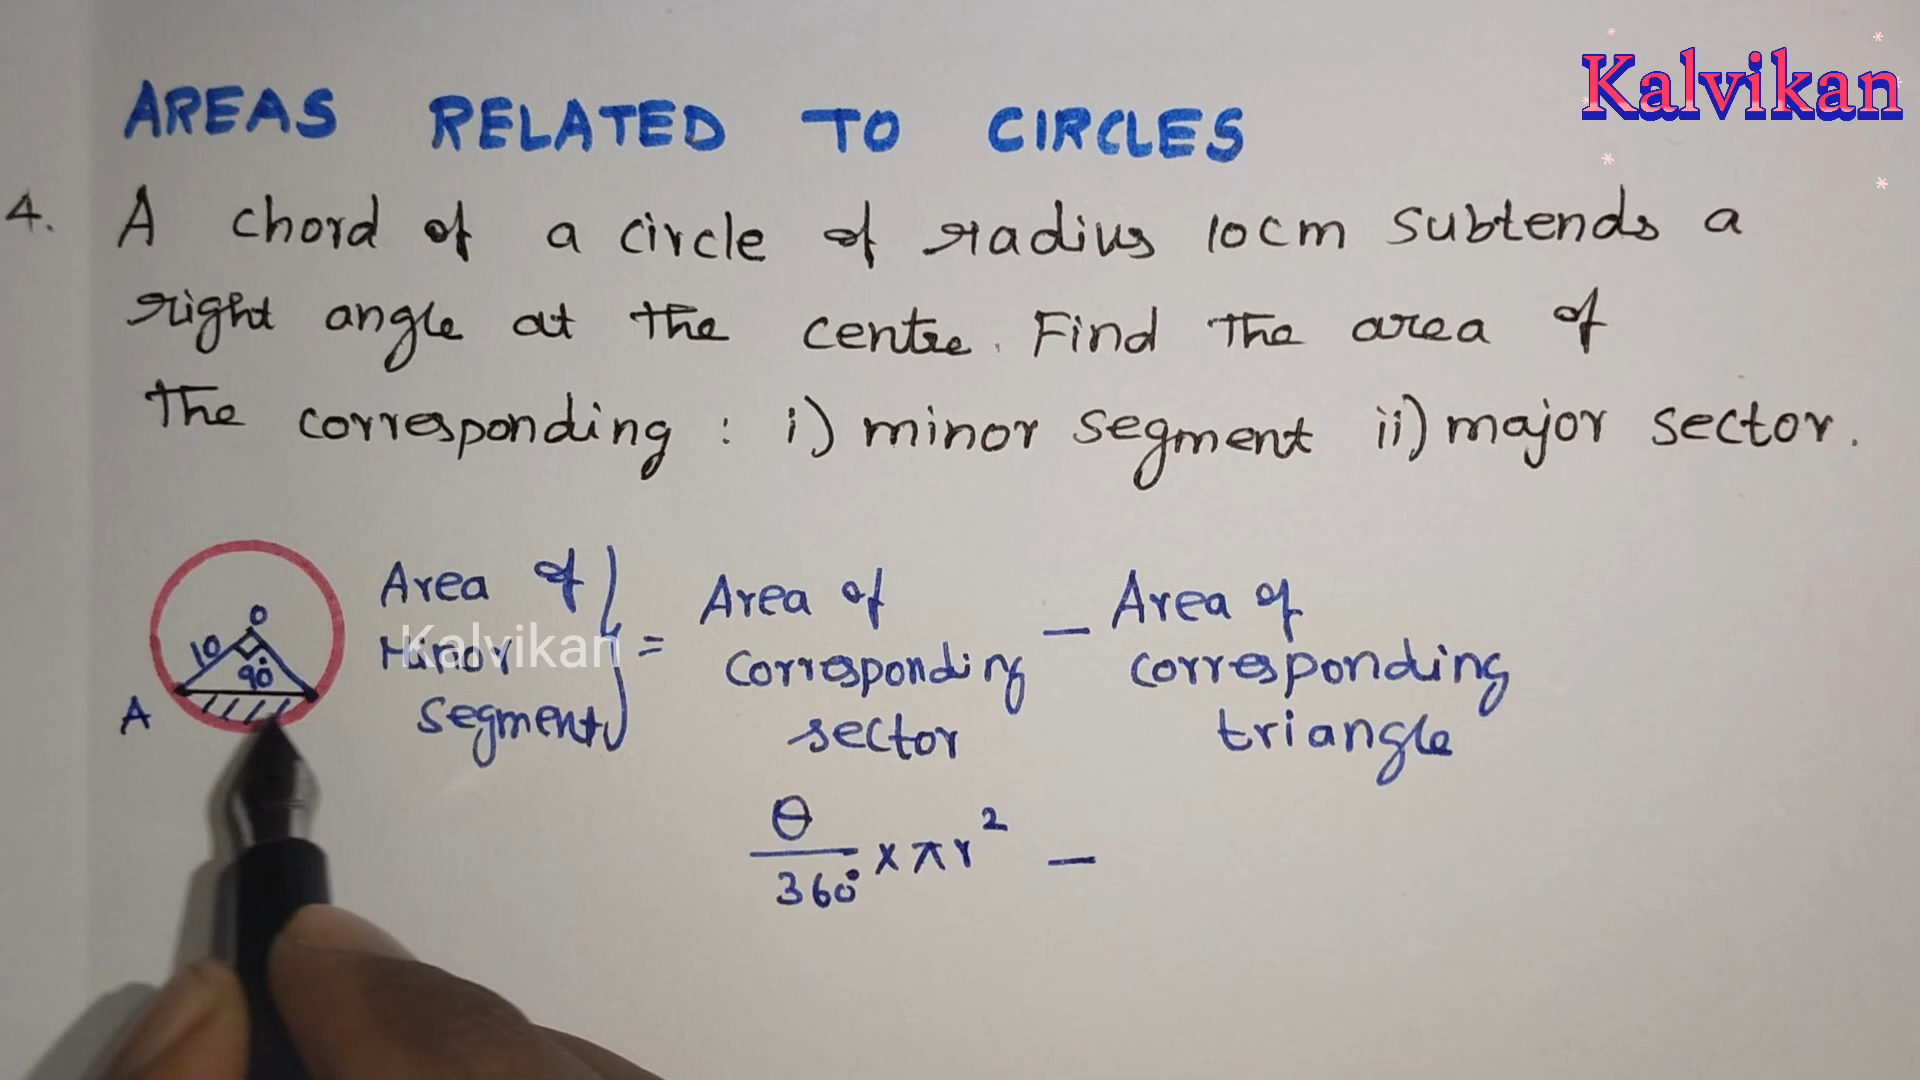 Kalvikan
AREAS RELATED TO CIRCLES
4. A chord of a circle of radius 10cm subtends a
right angle at the centre. Find the area of
the corresponding : i) minor segment ii) major sector.
O
10
90°
A
Area of
Minor
segment
=
Area of
corresponding
sector
–
Area of
corresponding
triangle
Kalvikan
θ/360° × πr² –